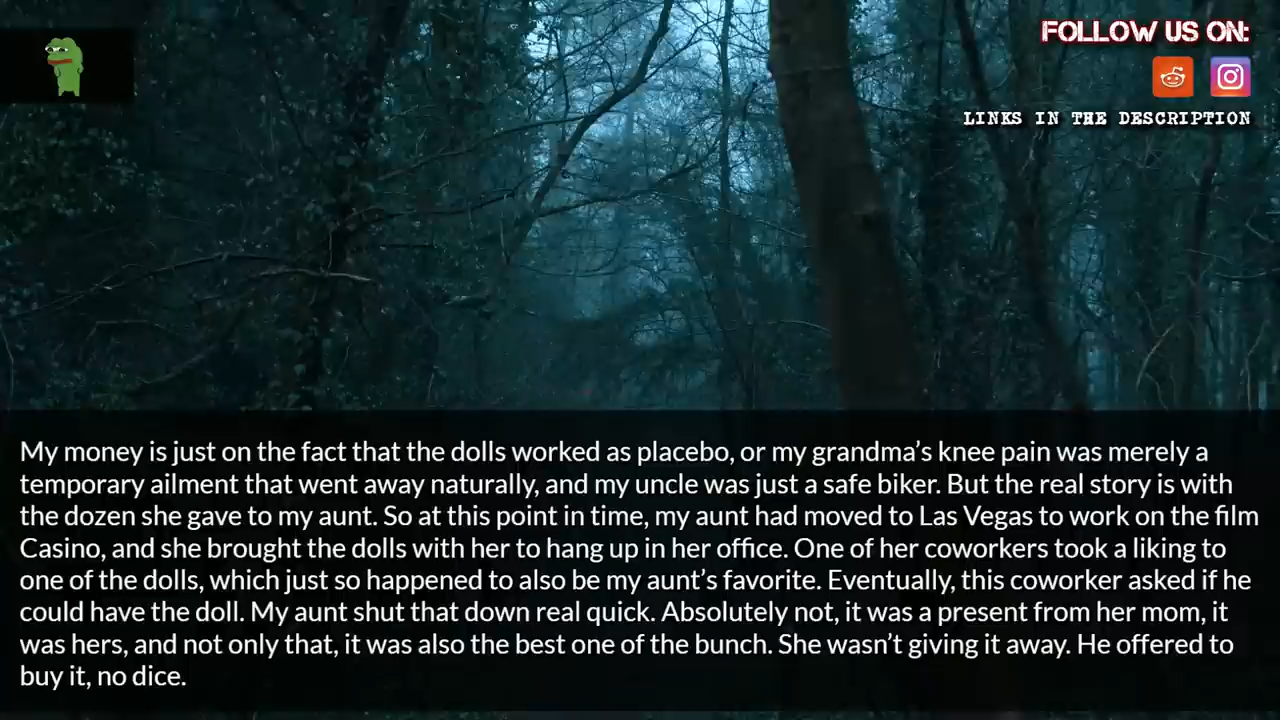 FOLLOW US ON:
LINKS IN THE DESCRIPTION
My money is just on the fact that the dolls worked as placebo, or my grandma’s knee pain was merely a
temporary ailment that went away naturally, and my uncle was just a safe biker. But the real story is with
the dozen she gave to my aunt. So at this point in time, my aunt had moved to Las Vegas to work on the film
Casino, and she brought the dolls with her to hang up in her office. One of her coworkers took a liking to
one of the dolls, which just so happened to also be my aunt’s favorite. Eventually, this coworker asked if he
could have the doll. My aunt shut that down real quick. Absolutely not, it was a present from her mom, it
was hers, and not only that, it was also the best one of the bunch. She wasn’t giving it away. He offered to
buy it, no dice.